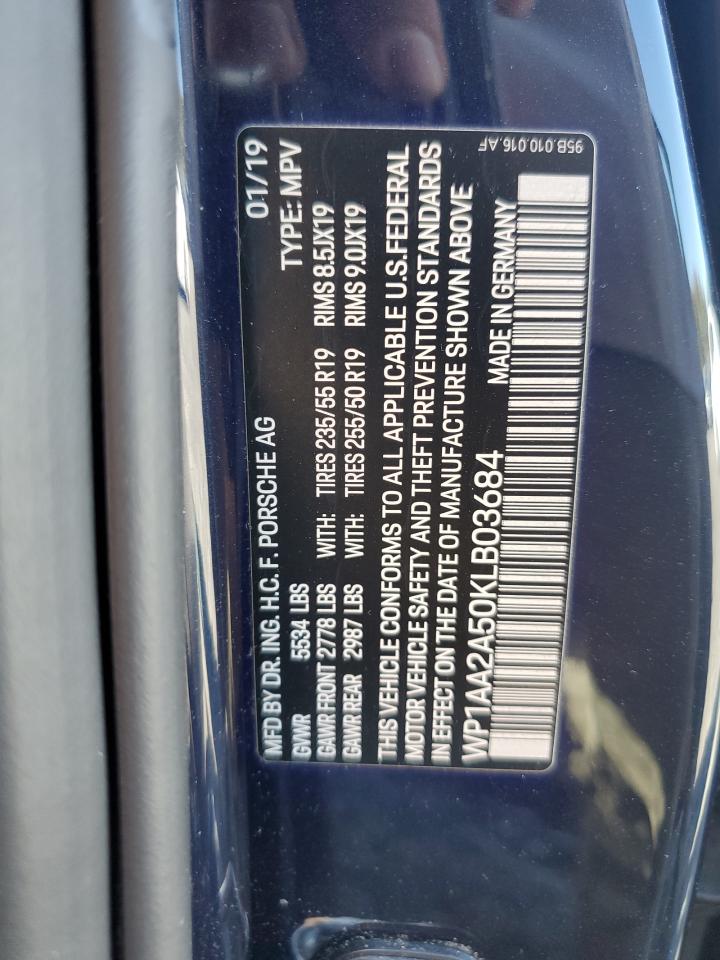 MFD BY DR. ING. H.C. F. PORSCHE AG 01/19
GVWR 5534 LBS TYPE: MPV
GAWR FRONT 2778 LBS WITH: TIRES 235/55 R19 RIMS 8.5JX19
GAWR REAR 2987 LBS WITH: TIRES 255/50 R19 RIMS 9.0JX19
THIS VEHICLE CONFORMS TO ALL APPLICABLE U.S.FEDERAL
MOTOR VEHICLE SAFETY AND THEFT PREVENTION STANDARDS
IN EFFECT ON THE DATE OF MANUFACTURE SHOWN ABOVE
WP1AA2A50KLB03684 MADE IN GERMANY
95B.010.016.AF